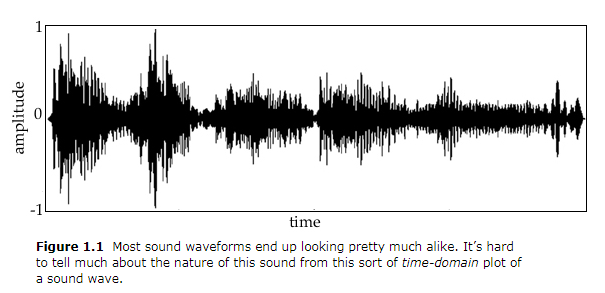 1
amplitude
0
-1
time
Figure 1.1 Most sound waveforms end up looking pretty much alike. It's hard
to tell much about the nature of this sound from this sort of time-domain plot of
a sound wave.